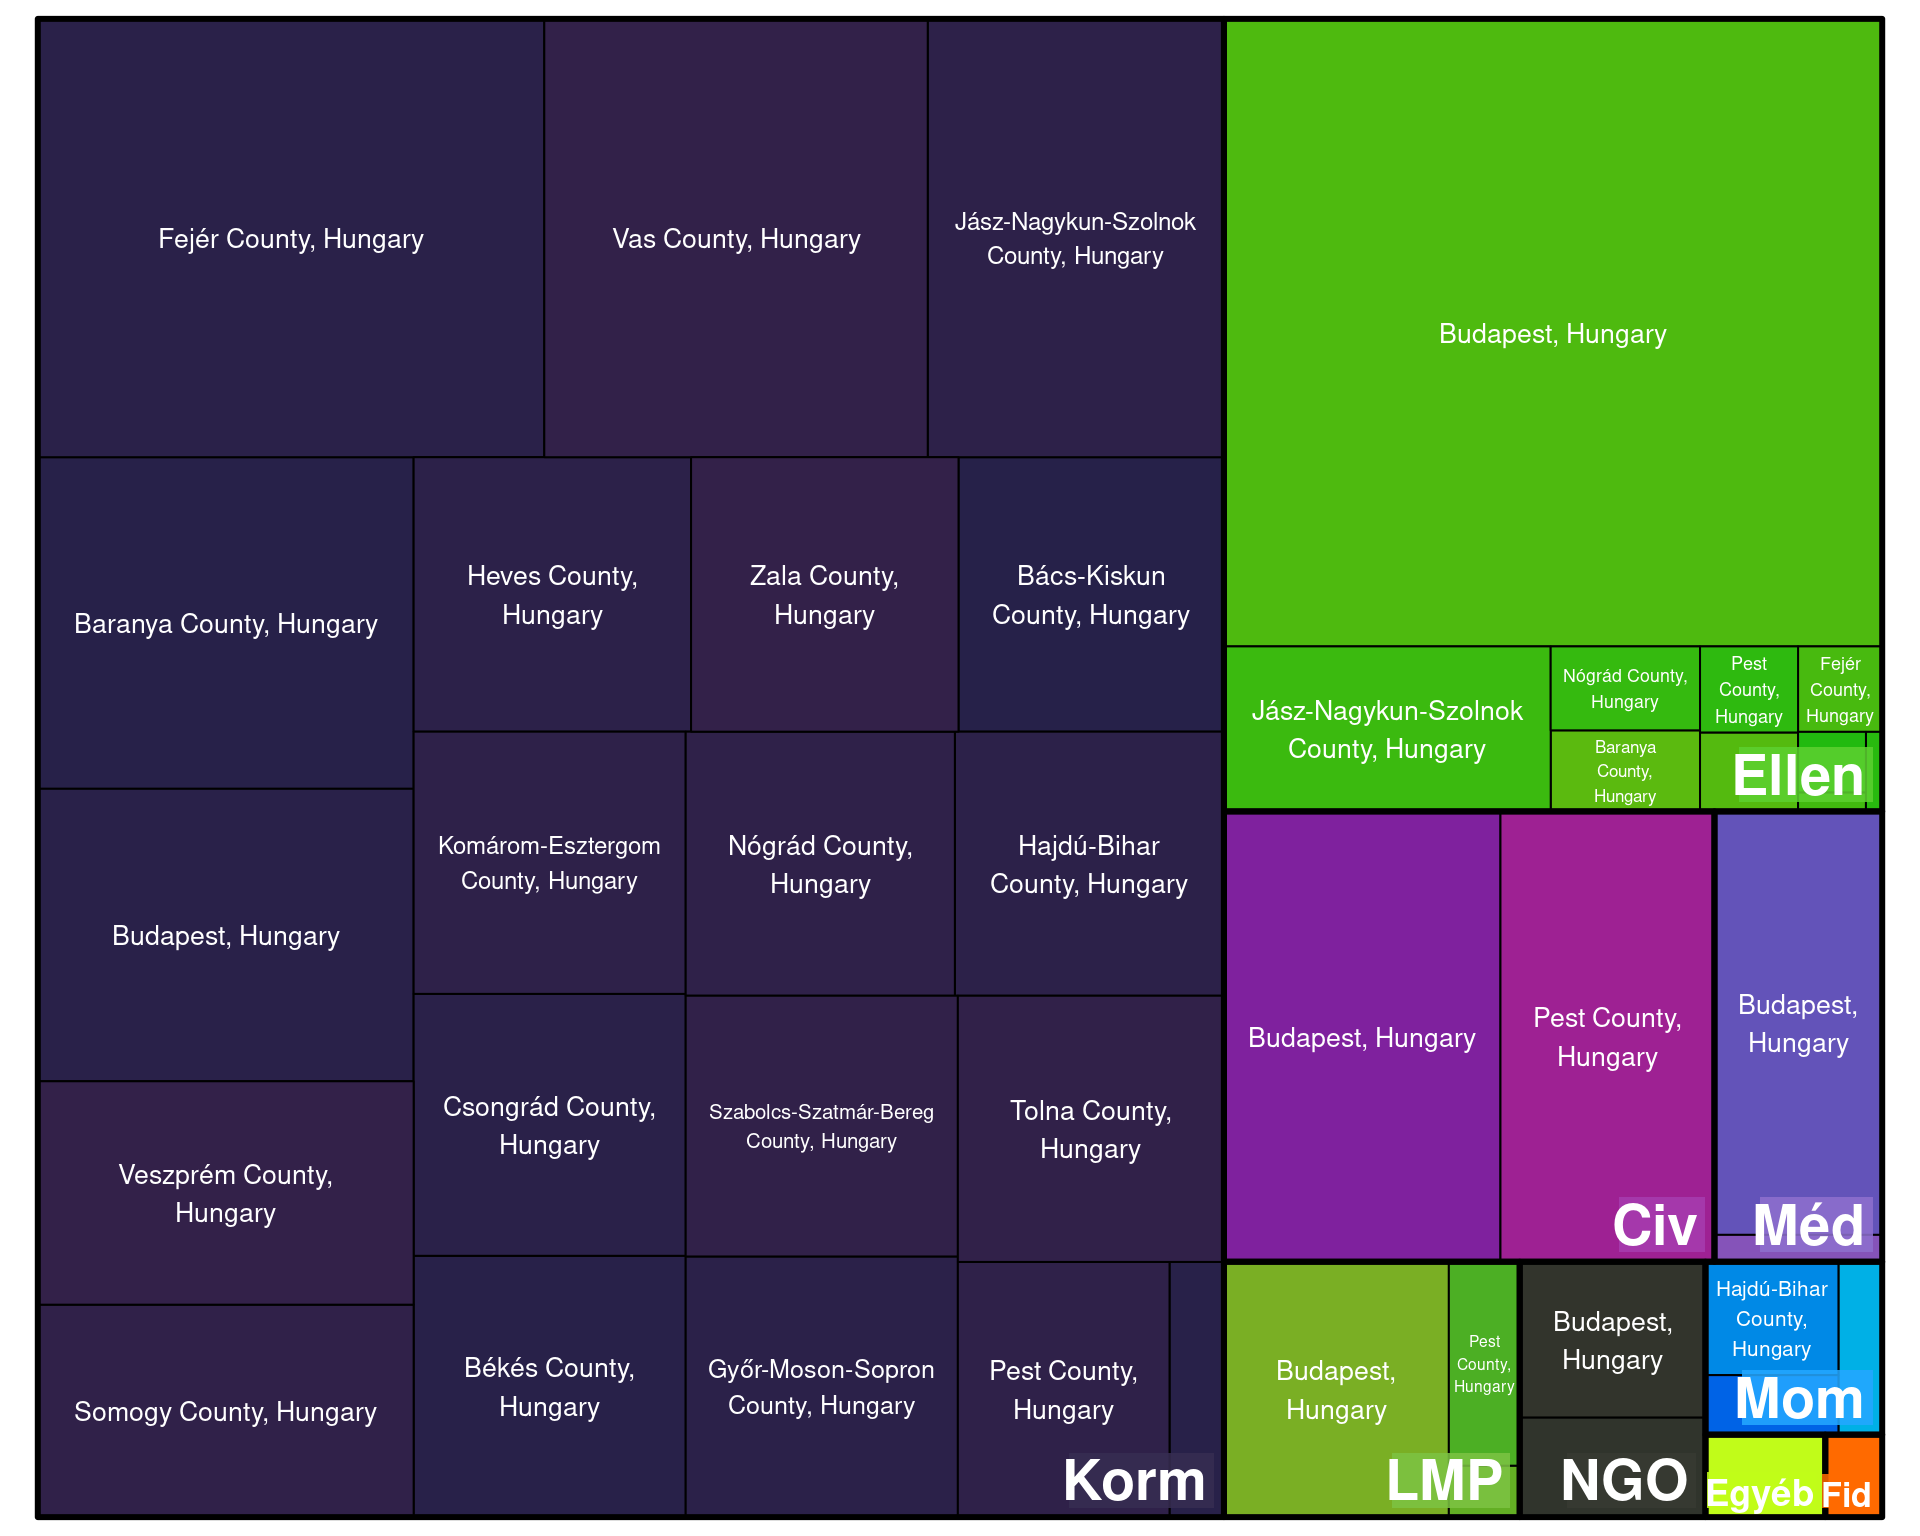 Fejér County, Hungary
Vas County, Hungary
Jász-Nagykun-Szolnok
County, Hungary
Baranya County, Hungary
Heves County,
Hungary
Zala County,
Hungary
Bács-Kiskun
County, Hungary
Budapest, Hungary
Komárom-Esztergom
County, Hungary
Nógrád County,
Hungary
Hajdú-Bihar
County, Hungary
Veszprém County,
Hungary
Csongrád County,
Hungary
Szabolcs-Szatmár-Bereg
County, Hungary
Tolna County,
Hungary
Somogy County, Hungary
Békés County,
Hungary
Győr-Moson-Sopron
County, Hungary
Pest County,
Hungary
Korm
Budapest, Hungary
Jász-Nagykun-Szolnok
County, Hungary
Nógrád County,
Hungary
Baranya
County,
Hungary
Pest
County,
Hungary
Fejér
County,
Hungary
Ellen
Budapest, Hungary
Pest County,
Hungary
Civ
Budapest,
Hungary
Méd
Budapest,
Hungary
Pest
County,
Hungary
LMP
Budapest,
Hungary
NGO
Hajdú-Bihar
County,
Hungary
Mom
Egyéb
Fid